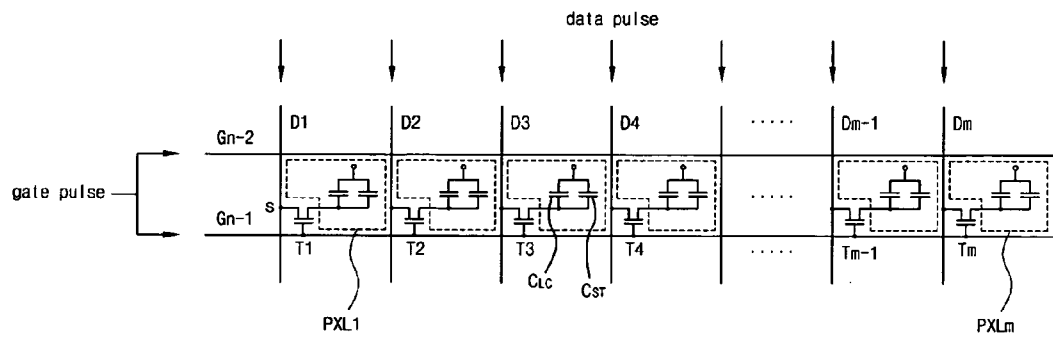 data pulse
D1 D2 D3 D4 ····· Dm-1 Dm
Gn-2
gate pulse
S
·····
Gn-1
T1 T2 T3 T4 ····· Tm-1 Tm
CLC CST
PXL1 PXLm